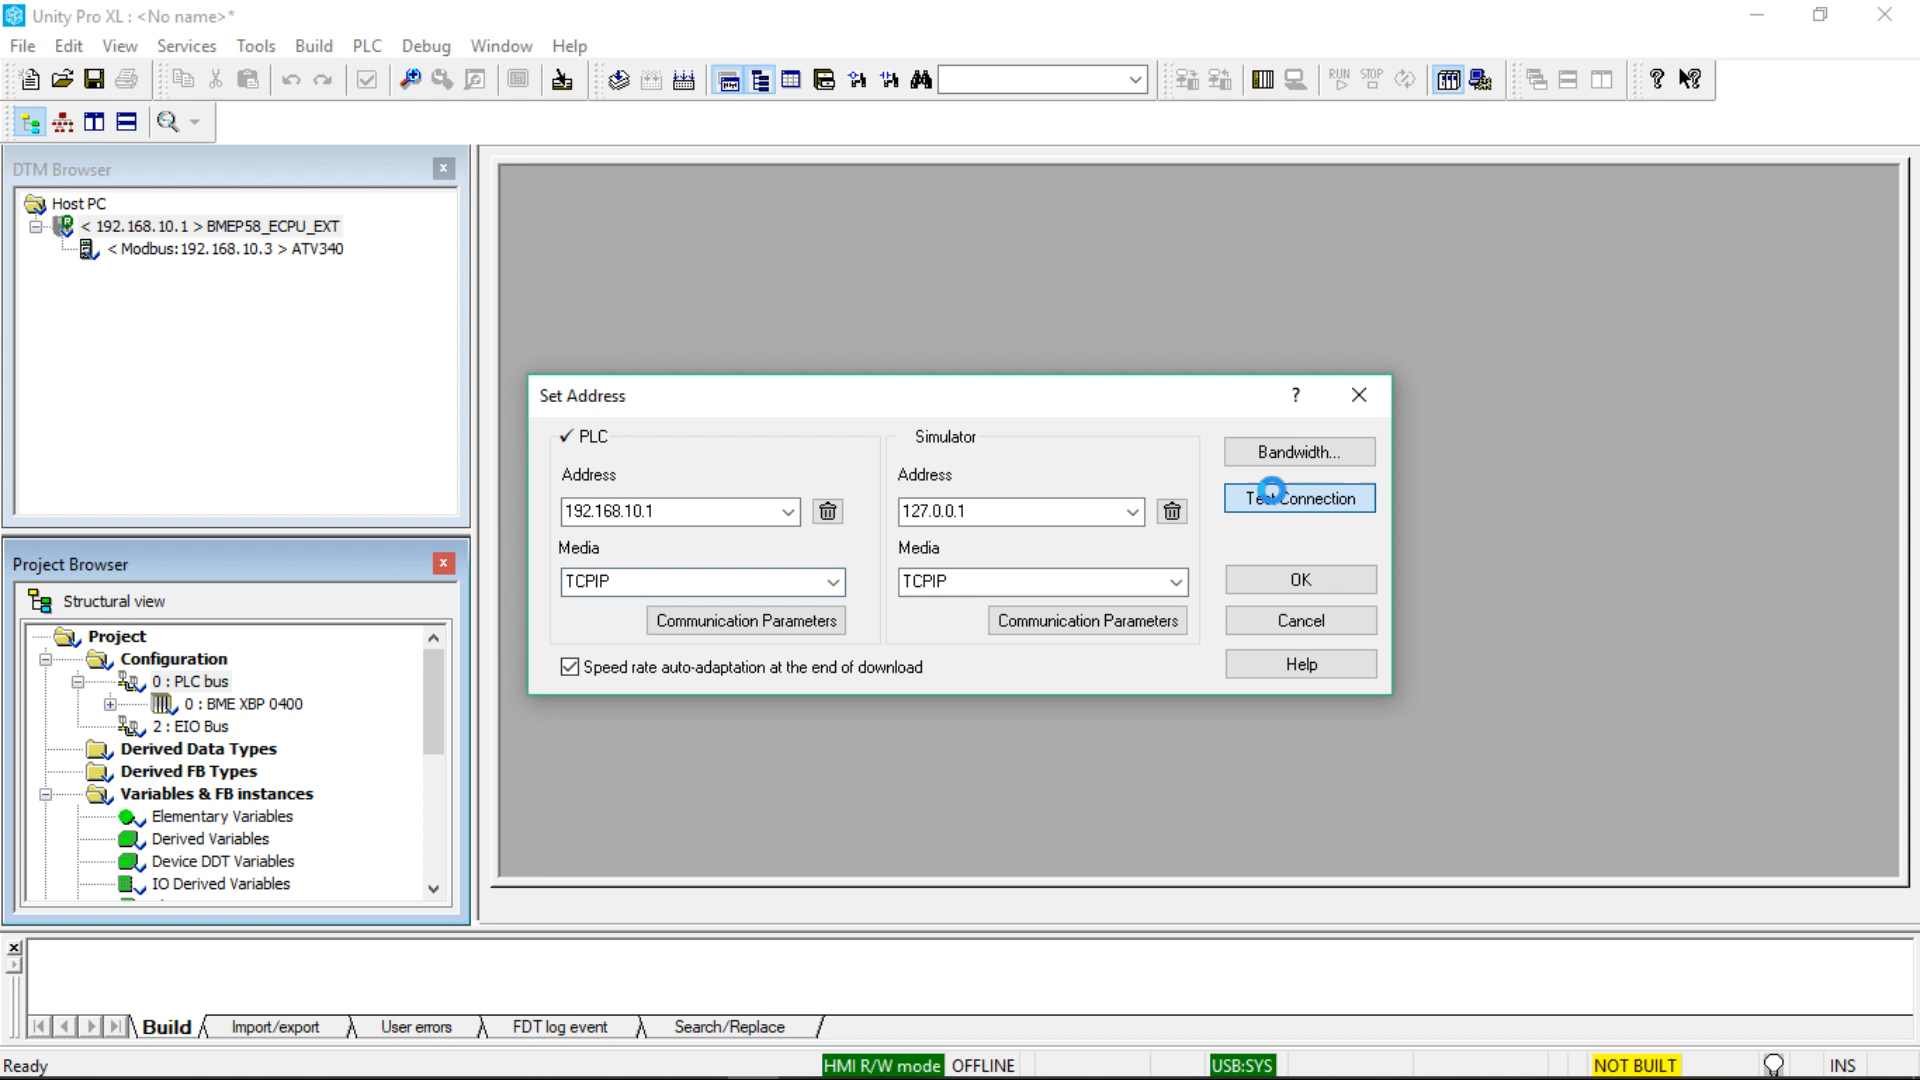 Unity Pro XL : <No name>*
File Edit View Services Tools Build PLC Debug Window Help
RUN STOP
DTM Browser
Host PC
< 192.168.10.1 > BMEP58_ECPU_EXT
< Modbus:192.168.10.3 > ATV340
Set Address
PLC
Address
192.168.10.1
Media
TCPIP
Communication Parameters
Simulator
Address
127.0.0.1
Media
TCPIP
Communication Parameters
Speed rate auto-adaptation at the end of download
Bandwidth...
Test Connection
OK
Cancel
Help
Project Browser
Structural view
Project
Configuration
0 : PLC bus
0 : BME XBP 0400
2 : EIO Bus
Derived Data Types
Derived FB Types
Variables & FB instances
Elementary Variables
Derived Variables
Device DDT Variables
IO Derived Variables
Build Import/export User errors FDT log event Search/Replace
Ready HMI R/W mode OFFLINE USB:SYS NOT BUILT INS